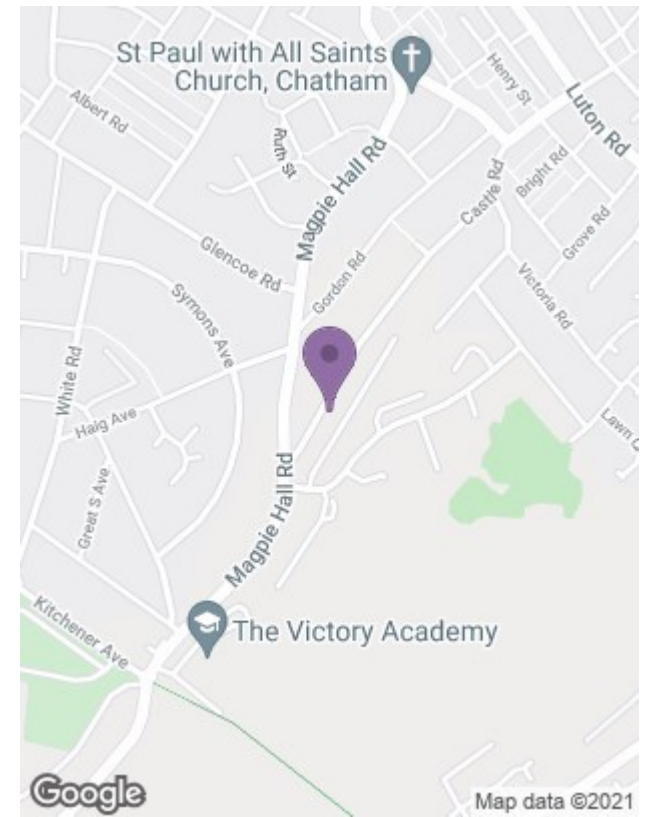 St Paul with All Saints
Church, Chatham
Henry St
Luton Rd
Albert Rd
Ruth St
Magpie Hall Rd
Castle Rd
Bright Rd
Grove Rd
Glencoe Rd
Gordon Rd
Victoria Rd
Symons Ave
White Rd
Haig Ave
Lawn
Great S Ave
Magpie Hall Rd
Kitchener Ave
The Victory Academy
Google
Map data ©2021